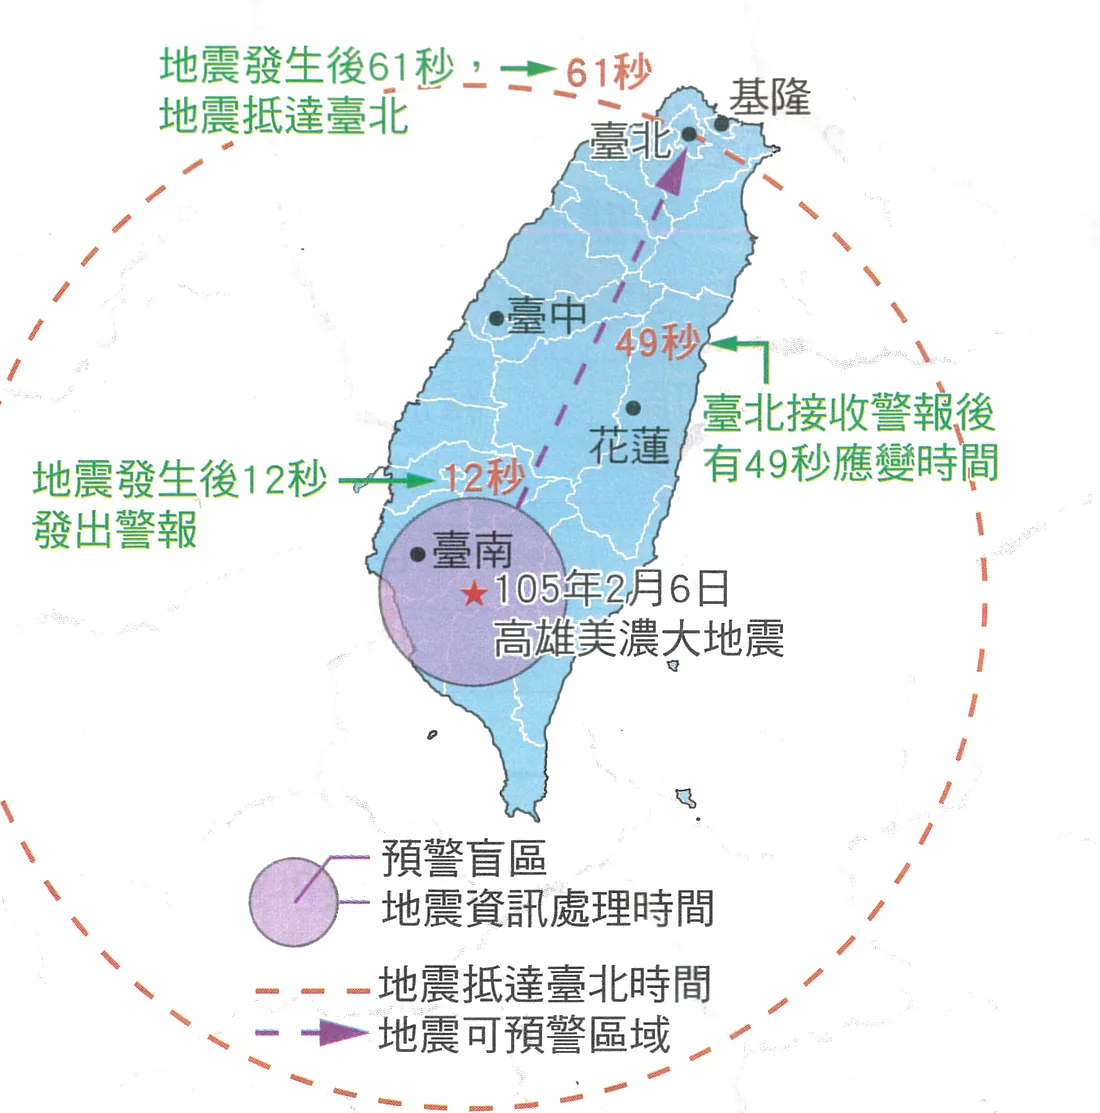 地震發生後61秒，
地震抵達臺北
61秒
基隆
臺北
臺中
49秒
花蓮
臺北接收警報後
有49秒應變時間
地震發生後12秒
發出警報
12秒
臺南
105年2月6日
高雄美濃大地震
預警盲區
地震資訊處理時間
地震抵達臺北時間
地震可預警區域